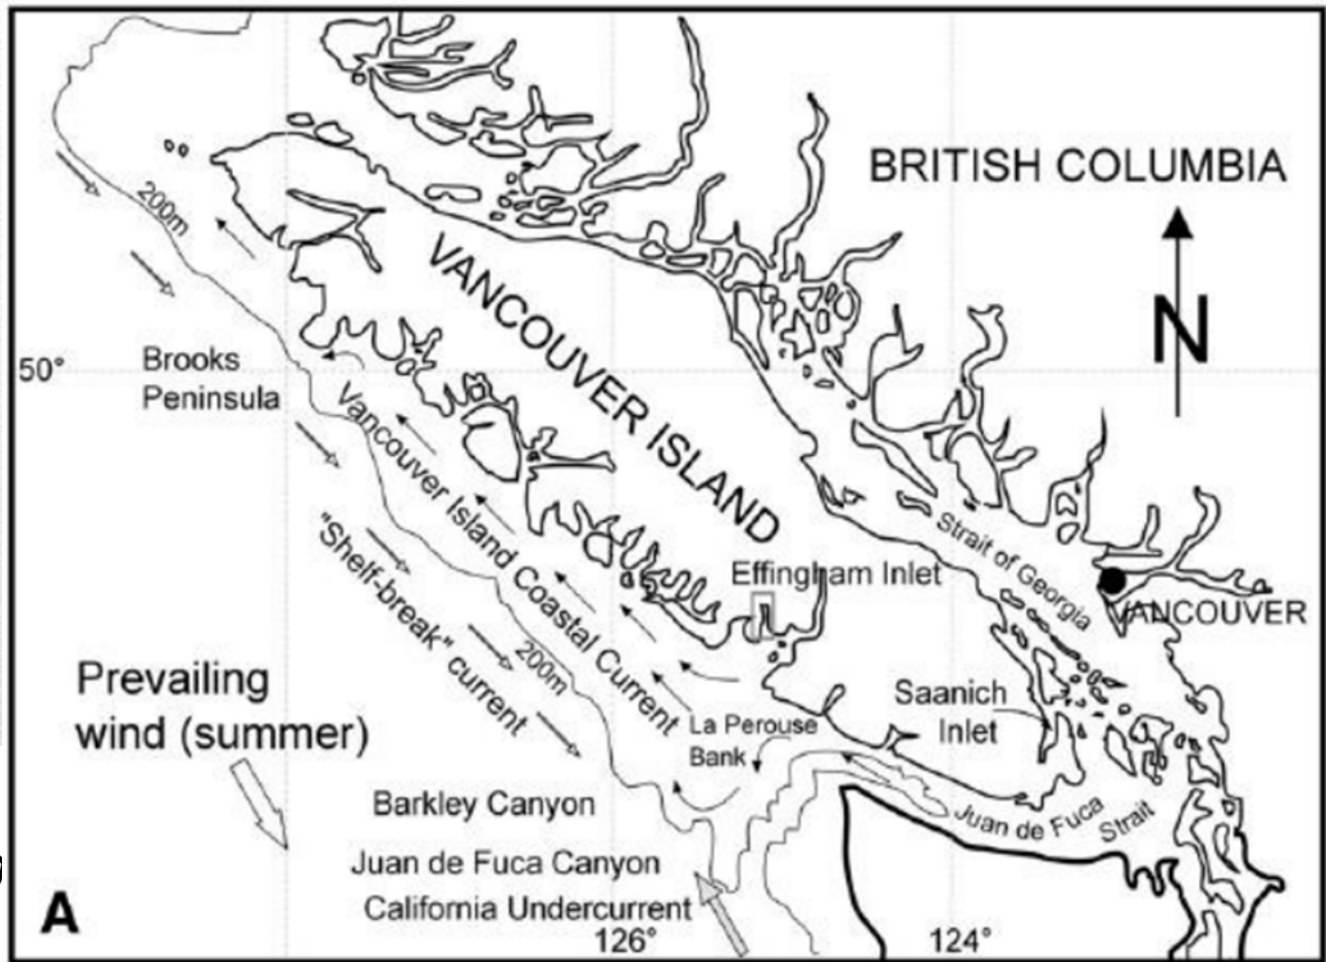 BRITISH COLUMBIA
N
200m
VANCOUVER ISLAND
50°
Brooks
Peninsula
Vancouver Island Coastal Current
"Shelf-break" current
200m
Strait of Georgia
Effingham Inlet
VANCOUVER
Prevailing
wind (summer)
Saanich
Inlet
La Perouse
Bank
Barkley Canyon
Juan de Fuca
Strait
Juan de Fuca Canyon
California Undercurrent
A
126°
124°